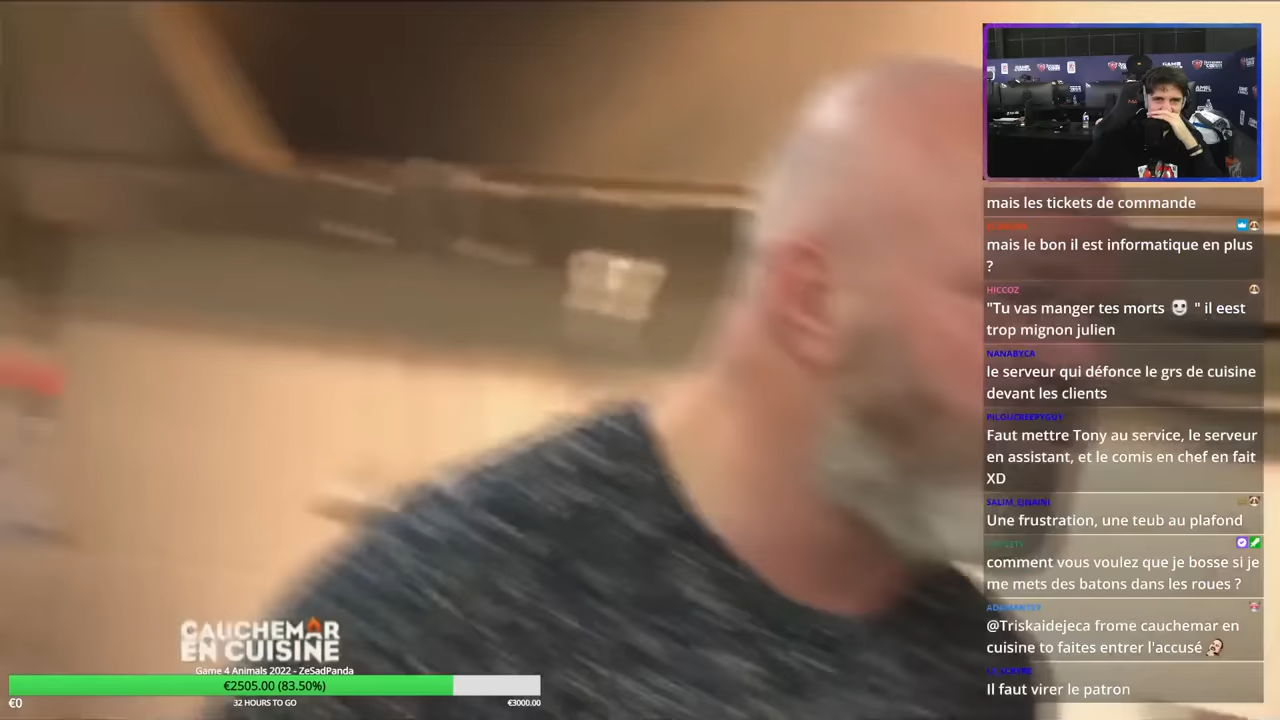 mais les tickets de commande
mais le bon il est informatique en plus
?
HICCOZ
"Tu vas manger tes morts " il eest
trop mignon julien
NANABYCA
le serveur qui défonce le grs de cuisine
devant les clients
PILOUCREEPYGUY
Faut mettre Tony au service, le serveur
en assistant, et le comis en chef en fait
XD
SALIM_EJNAINI
Une frustration, une teub au plafond
comment vous voulez que je bosse si je
me mets des batons dans les roues ?
@Triskaidejeca frome cauchemar en
cuisine to faites entrer l'accusé
Il faut virer le patron
CAUCHEMAR
EN CUISINE
Game 4 Animals 2022 - ZeSadPanda
€2505.00 (83.50%)
€0
32 HOURS TO GO
€3000.00